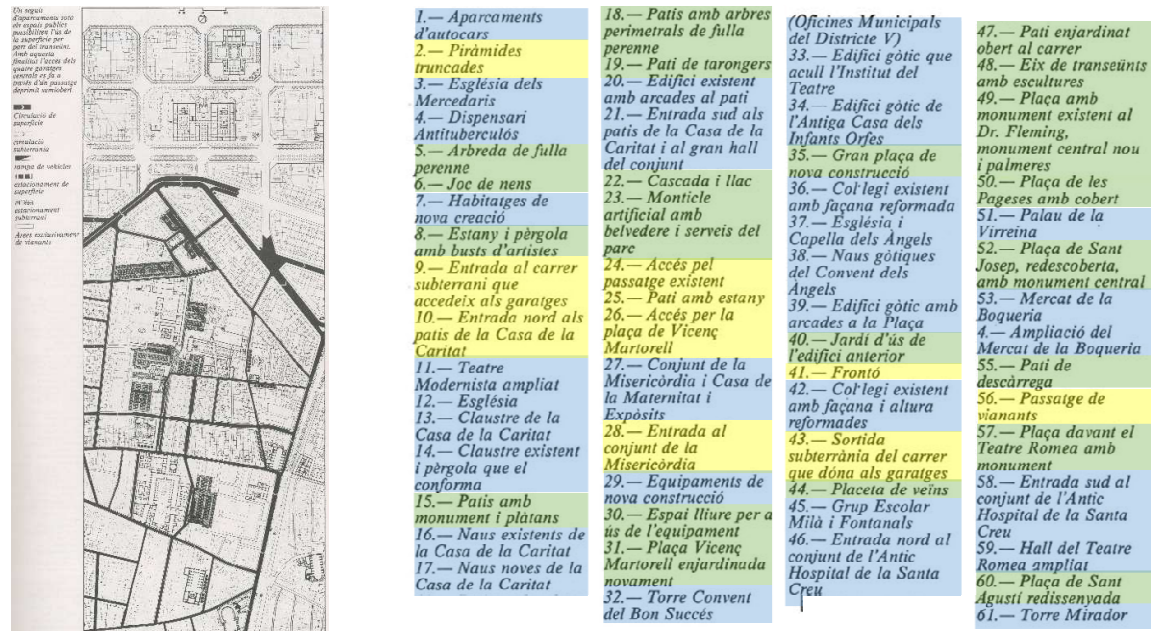 Un seguit
d'aparcaments sota
els espais públics
possibiliten l'ús de
la superfície per
part del transeünt.
Amb aquesta
finalitat l'accés dels
quatre garatges
centrals es fa a
través d'un passatge
deprimit semiobert
Circulació de
superfície
circulació
subterrània
rampa de vehicles
estacionament de
superfície
estacionament
subterrani
Àrees exclusivament
de vianants
1.— Aparcaments
d'autocars
2.— Piràmides
truncades
3.— Església dels
Mercedaris
4.— Dispensari
Antituberculós
5.— Arbreda de fulla
perenne
6.— Joc de nens
7.— Habitatges de
nova creació
8.— Estany i pèrgola
amb busts d'artistes
9.— Entrada al carrer
subterrani que
accedeix als garatges
10.— Entrada nord als
patis de la Casa de la
Caritat
11.— Teatre
Modernista ampliat
12.— Església
13.— Claustre de la
Casa de la Caritat
14.— Claustre existent
i pèrgola que el
conforma
15.— Patis amb
monument i plàtans
16.— Naus existents de
la Casa de la Caritat
17.— Naus noves de la
Casa de la Caritat
18.— Patis amb arbres
perimetrals de fulla
perenne
19.— Pati de tarongers
20.— Edifici existent
amb arcades al pati
21.— Entrada sud als
patis de la Casa de la
Caritat i al gran hall
del conjunt
22.— Cascada i llac
23.— Monticle
artificial amb
belvedere i serveis del
parc
24.— Accés pel
passatge existent
25.— Pati amb estany
26.— Accés per la
plaça de Vicenç
Martorell
27.— Conjunt de la
Misericòrdia i Casa de
la Maternitat i
Expòsits
28.— Entrada al
conjunt de la
Misericòrdia
29.— Equipaments de
nova construcció
30.— Espai lliure per a
ús de l'equipament
31.— Plaça Vicenç
Martorell enjardinada
novament
32.— Torre Convent
del Bon Succés
(Oficines Municipals
del Districte V)
33.— Edifici gòtic que
acull l'Institut del
Teatre
34.— Edifici gòtic de
l'Antiga Casa dels
Infants Orfes
35.— Gran plaça de
nova construcció
36.— Col·legi existent
amb façana reformada
37.— Església i
Capella dels Àngels
38.— Naus gòtiques
del Convent dels
Àngels
39.— Edifici gòtic amb
arcades a la Plaça
40.— Jardí d'ús de
l'edifici anterior
41.— Frontó
42.— Col·legi existent
amb façana i altura
reformades
43.— Sortida
subterrània del carrer
que dóna als garatges
44.— Placeta de veïns
45.— Grup Escolar
Milà i Fontanals
46.— Entrada nord al
conjunt de l'Antic
Hospital de la Santa
Creu
47.— Pati enjardinat
obert al carrer
48.— Eix de transeünts
amb escultures
49.— Plaça amb
monument existent al
Dr. Fleming,
monument central nou
i palmeres
50.— Plaça de les
Pageses amb cobert
51.— Palau de la
Virreina
52.— Plaça de Sant
Josep, redescoberta,
amb monument central
53.— Mercat de la
Boqueria
4.— Ampliació del
Mercat de la Boqueria
55.— Pati de
descàrrega
56.— Passatge de
vianants
57.— Plaça davant el
Teatre Romea amb
monument
58.— Entrada sud al
conjunt de l'Antic
Hospital de la Santa
Creu
59.— Hall del Teatre
Romea ampliat
60.— Plaça de Sant
Agustí redissenyada
61.— Torre Mirador